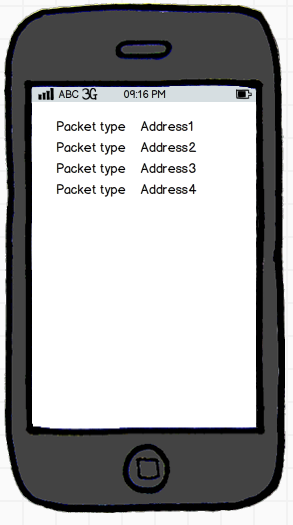 ABC 3G 09:16 PM
Packet type Address1
Packet type Address2
Packet type Address3
Packet type Address4